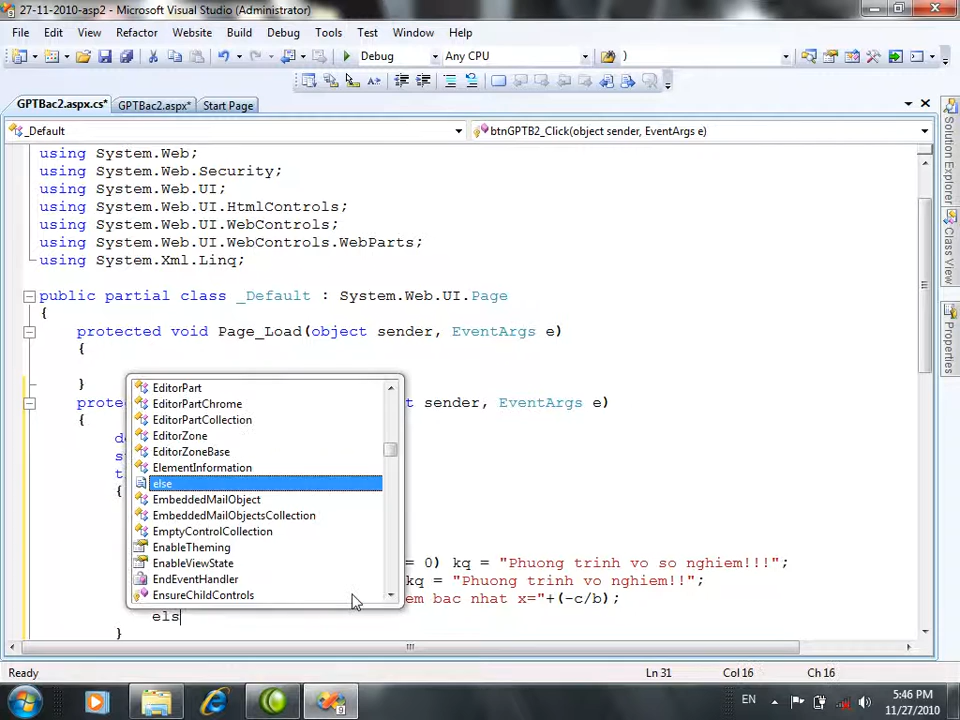 27-11-2010-asp2 - Microsoft Visual Studio (Administrator)
File Edit View Refactor Website Build Debug Tools Test Window Help
Debug Any CPU )
GPTBac2.aspx.cs* GPTBac2.aspx* Start Page
_Default btnGPTB2_Click(object sender, EventArgs e)
using System.Web;
using System.Web.Security;
using System.Web.UI;
using System.Web.UI.HtmlControls;
using System.Web.UI.WebControls;
using System.Web.UI.WebControls.WebParts;
using System.Xml.Linq;
public partial class _Default : System.Web.UI.Page
{
protected void Page_Load(object sender, EventArgs e)
{
}
prote t sender, EventArgs e)
{
d
s
t
{
EditorPart
EditorPartChrome
EditorPartCollection
EditorZone
EditorZoneBase
ElementInformation
else
EmbeddedMailObject
EmbeddedMailObjectsCollection
EmptyControlCollection
EnableTheming
EnableViewState
EndEventHandler
EnsureChildControls
= 0) kq = "Phuong trinh vo so nghiem!!!";
kq = "Phuong trinh vo nghiem!!";
em bac nhat x="+(-c/b);
els
}
Solution Explorer
Class View
Properties
Ready Ln 31 Col 16 Ch 16
EN 5:46 PM
11/27/2010